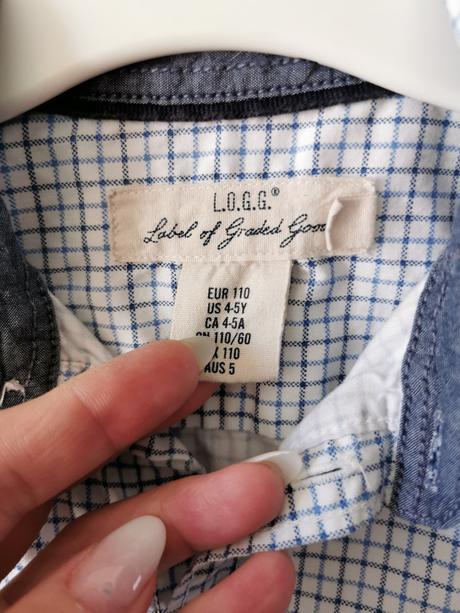 L.O.G.G.®
Label of Graded
EUR 110
US 4-5Y
CA 4-5A
110/60
110
AUS 5